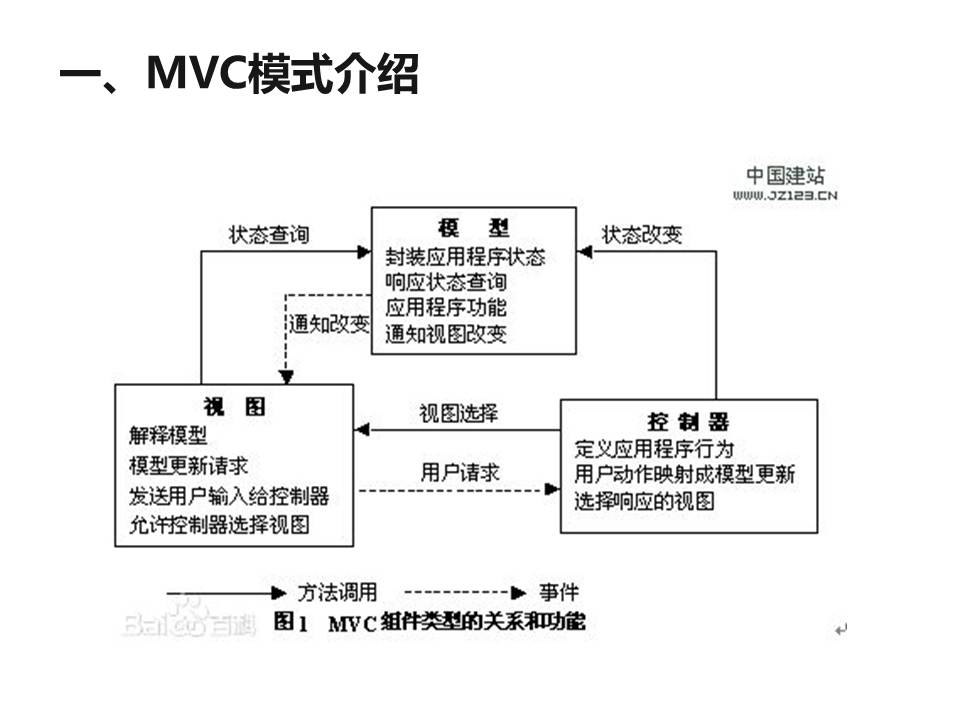 一、MVC模式介绍
中国建站
WWW.JZ123.CN
状态查询
模 型
封装应用程序状态
响应状态查询
应用程序功能
通知视图改变
状态改变
通知改变
视 图
解释模型
模型更新请求
发送用户输入给控制器
允许控制器选择视图
视图选择
用户请求
控 制 器
定义应用程序行为
用户动作映射成模型更新
选择响应的视图
方法调用
事件
Baidu百科
图1 MVC组件类型的关系和功能